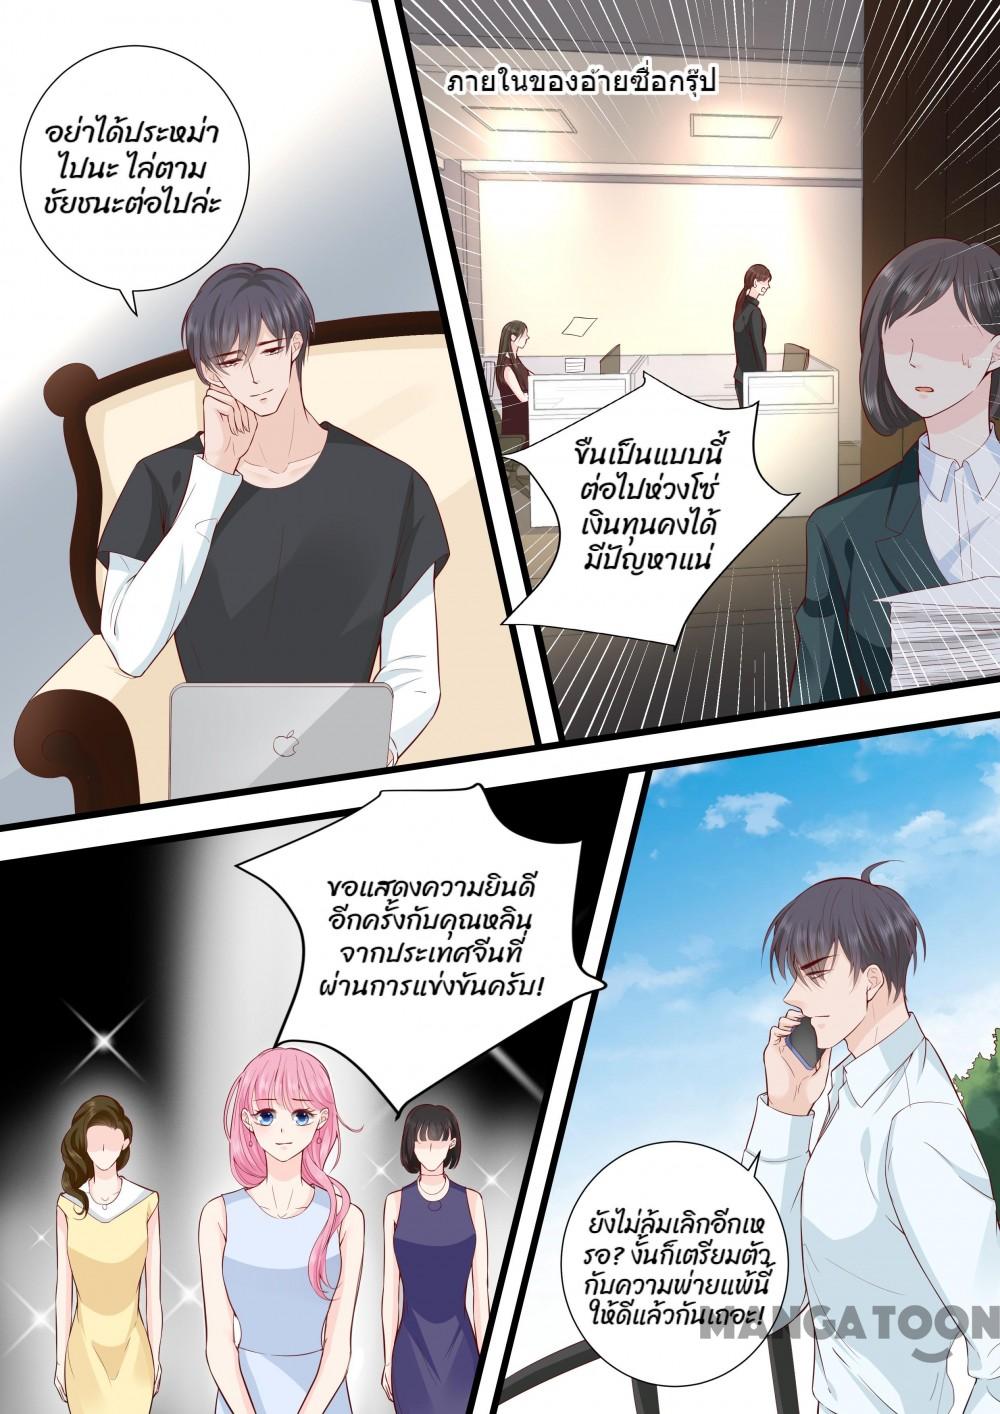 อย่าได้ประหม่า
ไปนะ ไล่ตาม
ชัยชนะต่อไปล่ะ
ภายในของอ้ายซื่อกรุ๊ป
ขืนเป็นแบบนี้
ต่อไปห่วงโซ่
เงินทุนคงได้
มีปัญหาแน่
ขอแสดงความยินดี
อีกครั้งกับคุณหลิน
จากประเทศจีนที่
ผ่านการแข่งขันครับ!
ยังไม่ล้มเลิกอีกเห
รอ? งั้นก็เตรียมตัว
กับความพ่ายแพ้นี้
ให้ดีแล้วกันเถอะ!
MANGATOON